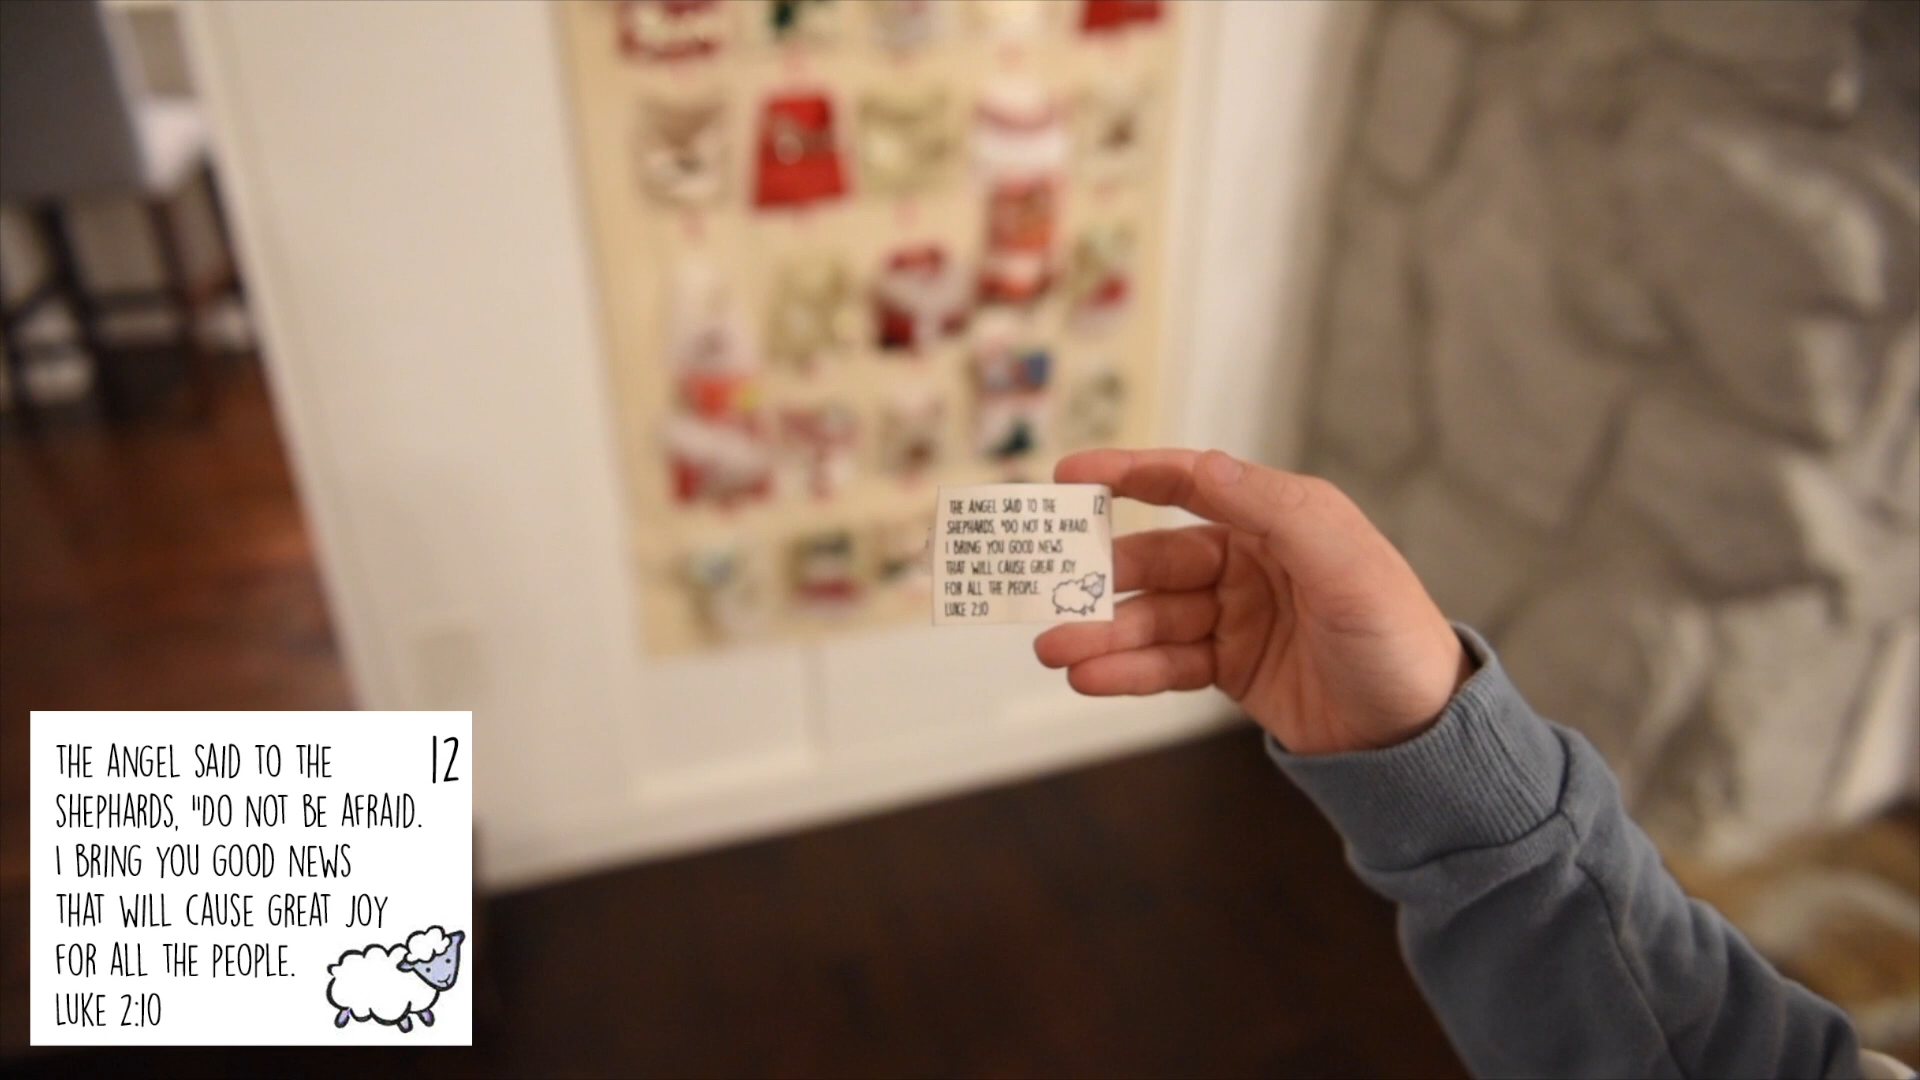 THE ANGEL SAID TO THE
SHEPHARDS, "DO NOT BE AFRAID.
I BRING YOU GOOD NEWS
THAT WILL CAUSE GREAT JOY
FOR ALL THE PEOPLE.
LUKE 2:10
12
THE ANGEL SAID TO THE
SHEPHARDS, "DO NOT BE AFRAID.
I BRING YOU GOOD NEWS
THAT WILL CAUSE GREAT JOY
FOR ALL THE PEOPLE.
LUKE 2:10
12